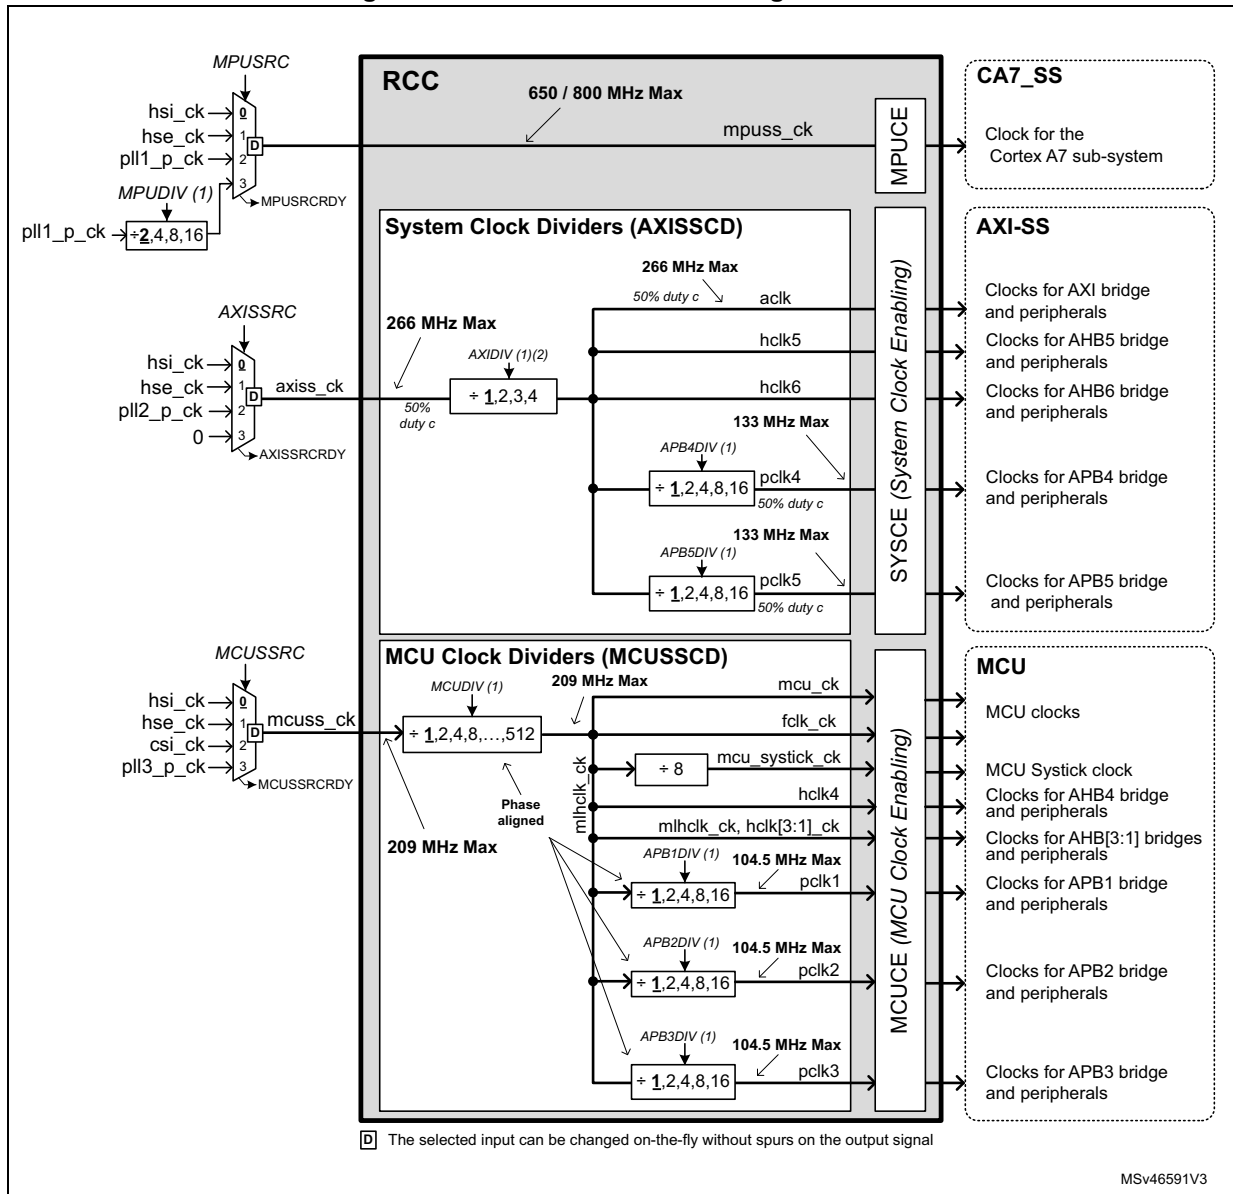 MPUSRC
hsi_ck
0
hse_ck
1
D
pll1_p_ck
2
3
MPUSRCRDY
MPUDIV (1)
pll1_p_ck
÷2,4,8,16
RCC
650 / 800 MHz Max
mpuss_ck
MPUCE
CA7_SS
Clock for the
Cortex A7 sub-system
AXISSRC
hsi_ck
0
hse_ck
1
D
axiss_ck
pll2_p_ck
2
0
3
AXISSRCRDY
System Clock Dividers (AXISSCD)
266 MHz Max
50%
duty c
AXIDIV (1)(2)
÷ 1,2,3,4
266 MHz Max
50% duty c
aclk
hclk5
hclk6
133 MHz Max
APB4DIV (1)
÷ 1,2,4,8,16
pclk4
50% duty c
133 MHz Max
APB5DIV (1)
÷ 1,2,4,8,16
pclk5
50% duty c
SYSCE (System Clock Enabling)
AXI-SS
Clocks for AXI bridge
and peripherals
Clocks for AHB5 bridge
and peripherals
Clocks for AHB6 bridge
and peripherals
Clocks for APB4 bridge
and peripherals
Clocks for APB5 bridge
and peripherals
MCUSSRC
hsi_ck
0
hse_ck
1
D
mcuss_ck
csi_ck
2
pll3_p_ck
3
MCUSSRCRDY
MCU Clock Dividers (MCUSSCD)
MCUDIV (1)
÷ 1,2,4,8,…,512
209 MHz Max
209 MHz Max
Phase
aligned
mlhclk_ck
mcu_ck
fclk_ck
÷ 8
mcu_systick_ck
hclk4
mlhclk_ck, hclk[3:1]_ck
APB1DIV (1)
104.5 MHz Max
÷ 1,2,4,8,16
pclk1
APB2DIV (1)
104.5 MHz Max
÷ 1,2,4,8,16
pclk2
APB3DIV (1)
104.5 MHz Max
÷ 1,2,4,8,16
pclk3
MCUCE (MCU Clock Enabling)
MCU
MCU clocks
MCU Systick clock
Clocks for AHB4 bridge
and peripherals
Clocks for AHB[3:1] bridges
and peripherals
Clocks for APB1 bridge
and peripherals
Clocks for APB2 bridge
and peripherals
Clocks for APB3 bridge
and peripherals
D The selected input can be changed on-the-fly without spurs on the output signal
MSv46591V3